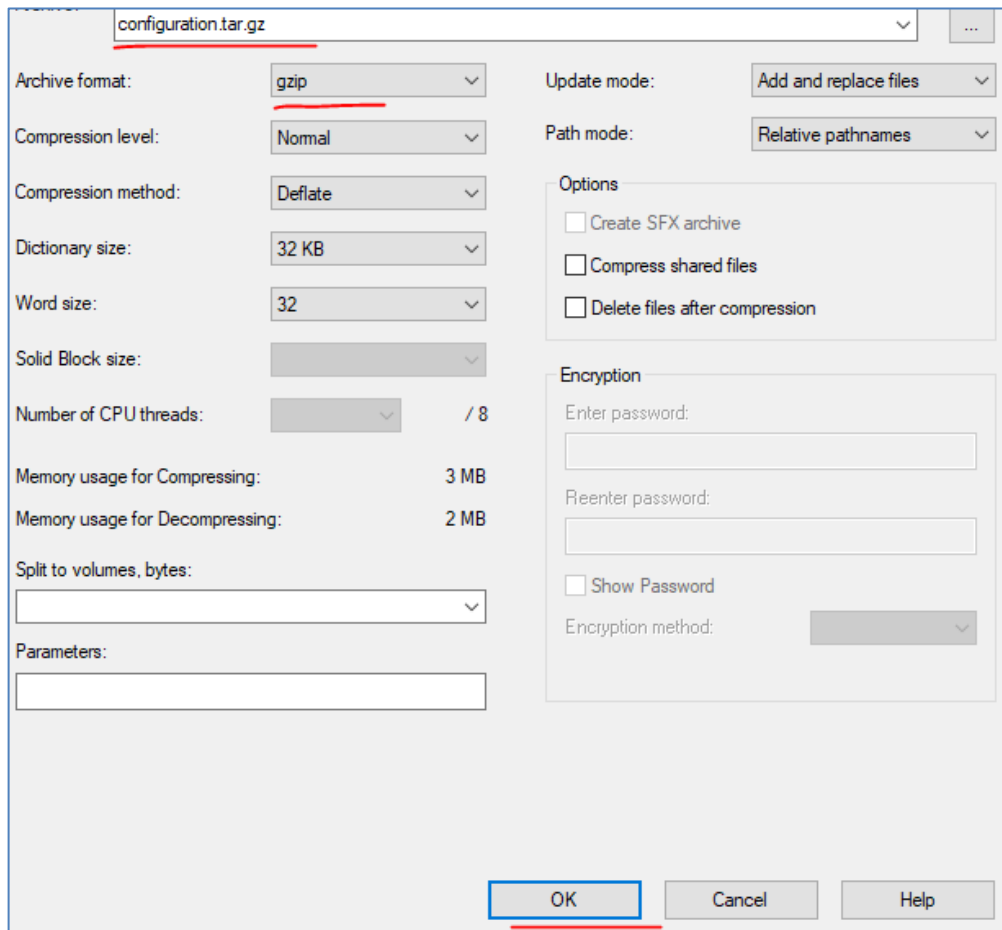 configuration.tar.gz
...
Archive format:
gzip
Update mode:
Add and replace files
Compression level:
Normal
Path mode:
Relative pathnames
Compression method:
Deflate
Options
Create SFX archive
Dictionary size:
32 KB
Compress shared files
Word size:
32
Delete files after compression
Solid Block size:
Encryption
Number of CPU threads:
/ 8
Enter password:
Memory usage for Compressing:
3 MB
Reenter password:
Memory usage for Decompressing:
2 MB
Split to volumes, bytes:
Show Password
Encryption method:
Parameters:
OK
Cancel
Help